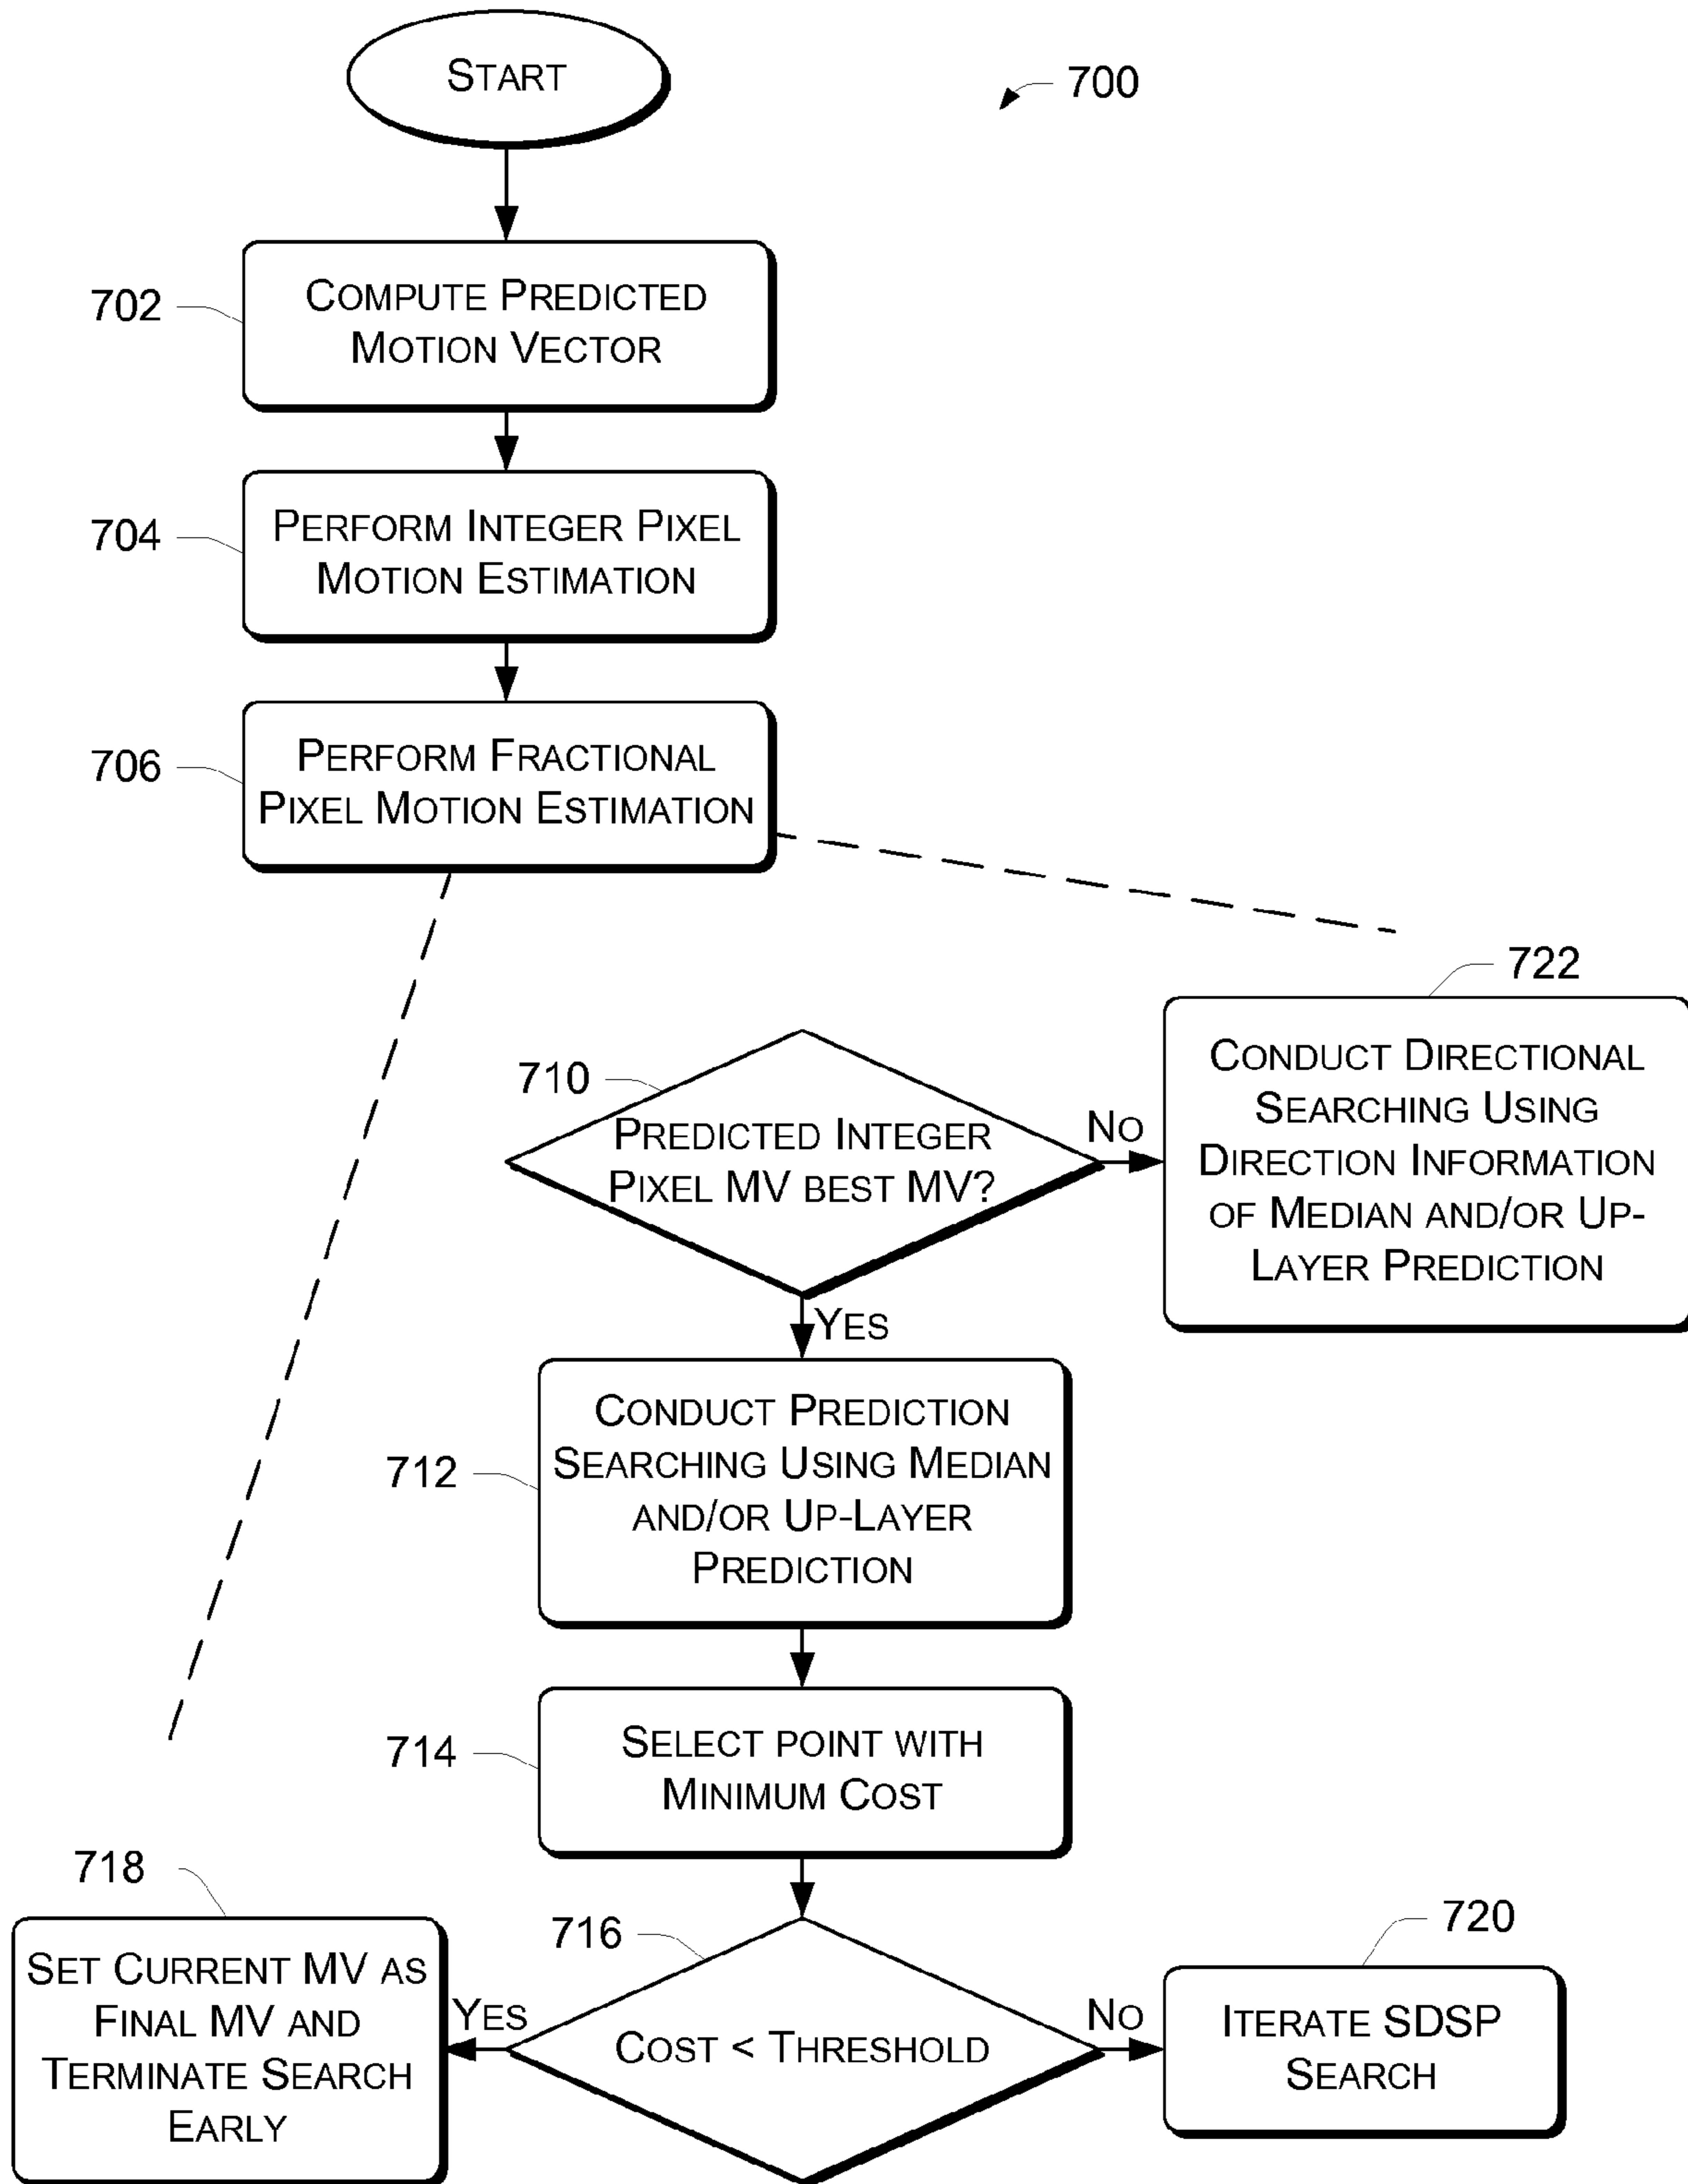 START
700
702
COMPUTE PREDICTED
MOTION VECTOR
704
PERFORM INTEGER PIXEL
MOTION ESTIMATION
706
PERFORM FRACTIONAL
PIXEL MOTION ESTIMATION
722
CONDUCT DIRECTIONAL
SEARCHING USING
DIRECTION INFORMATION
OF MEDIAN AND/OR UP-
LAYER PREDICTION
710
PREDICTED INTEGER
PIXEL MV BEST MV?
NO
YES
712
CONDUCT PREDICTION
SEARCHING USING MEDIAN
AND/OR UP-LAYER
PREDICTION
714
SELECT POINT WITH
MINIMUM COST
718
SET CURRENT MV AS
FINAL MV AND
TERMINATE SEARCH
EARLY
YES
716
COST < THRESHOLD
NO
720
ITERATE SDSP
SEARCH